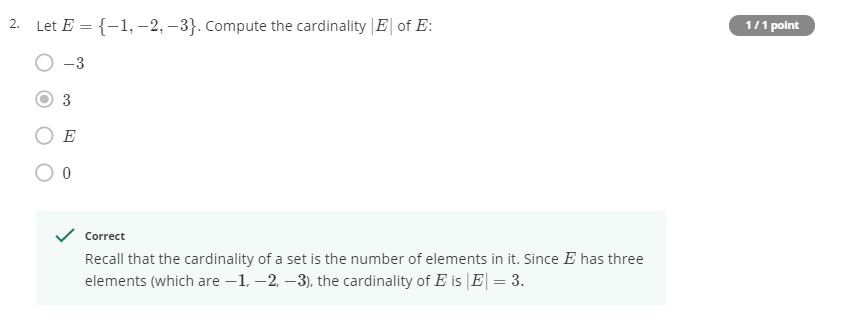 2. Let E = {−1, −2, −3}. Compute the cardinality |E| of E: 1 / 1 point
−3
3
E
0
Correct
Recall that the cardinality of a set is the number of elements in it. Since E has three
elements (which are −1, −2, −3), the cardinality of E is |E| = 3.